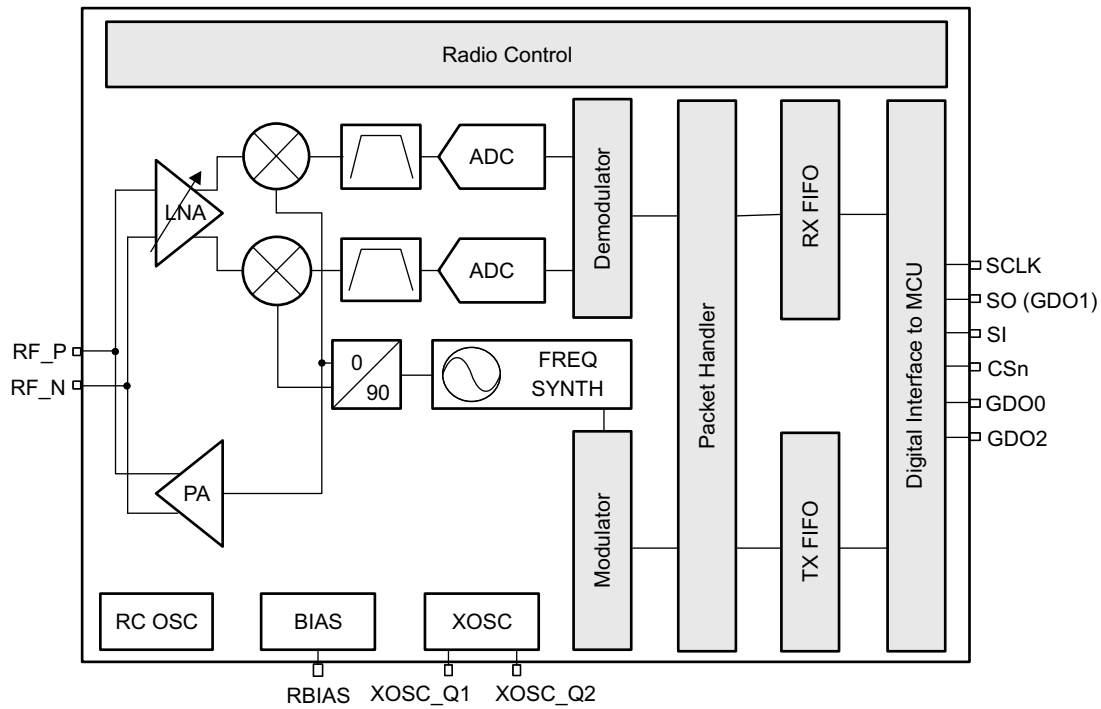 Radio Control
LNA
ADC
ADC
Demodulator
Packet Handler
RX FIFO
Digital Interface to MCU
SCLK
SO (GDO1)
SI
CSn
GDO0
GDO2
RF_P
RF_N
0
90
FREQ
SYNTH
PA
Modulator
TX FIFO
RC OSC
BIAS
XOSC
RBIAS
XOSC_Q1
XOSC_Q2